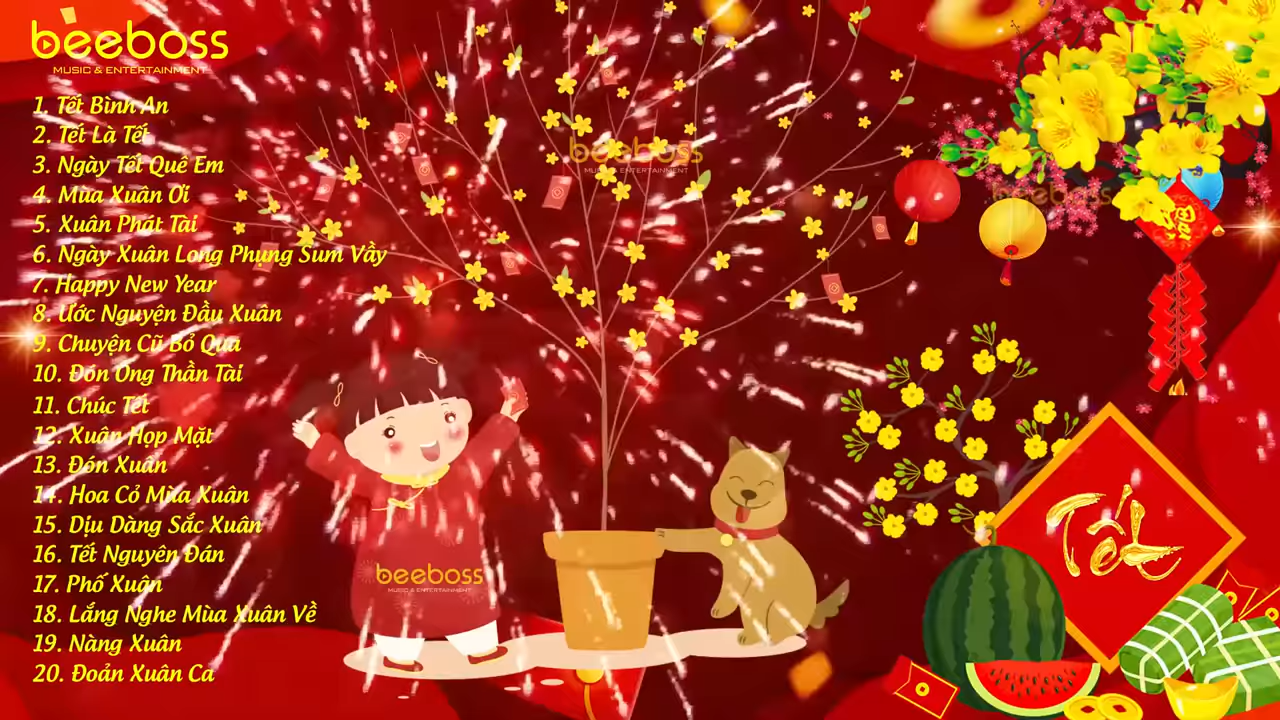 beeboss
MUSIC & ENTERTAINMENT
1. Tết Bình An
2. Tết Là Tết
3. Ngày Tết Quê Em
4. Mùa Xuân Ơi
5. Xuân Phát Tài
6. Ngày Xuân Long Phụng Sum Vầy
7. Happy New Year
8. Ước Nguyện Đầu Xuân
9. Chuyện Cũ Bỏ Qua
10. Đón Ông Thần Tài
11. Chúc Tết
12. Xuân Họp Mặt
13. Đón Xuân
14. Hoa Cỏ Mùa Xuân
15. Dịu Dàng Sắc Xuân
16. Tết Nguyên Đán
17. Phố Xuân
18. Lắng Nghe Mùa Xuân Về
19. Nàng Xuân
20. Đoản Xuân Ca
beeboss
MUSIC & ENTERTAINMENT
beeboss
beeboss
MUSIC & ENTERTAINMENT
Tết